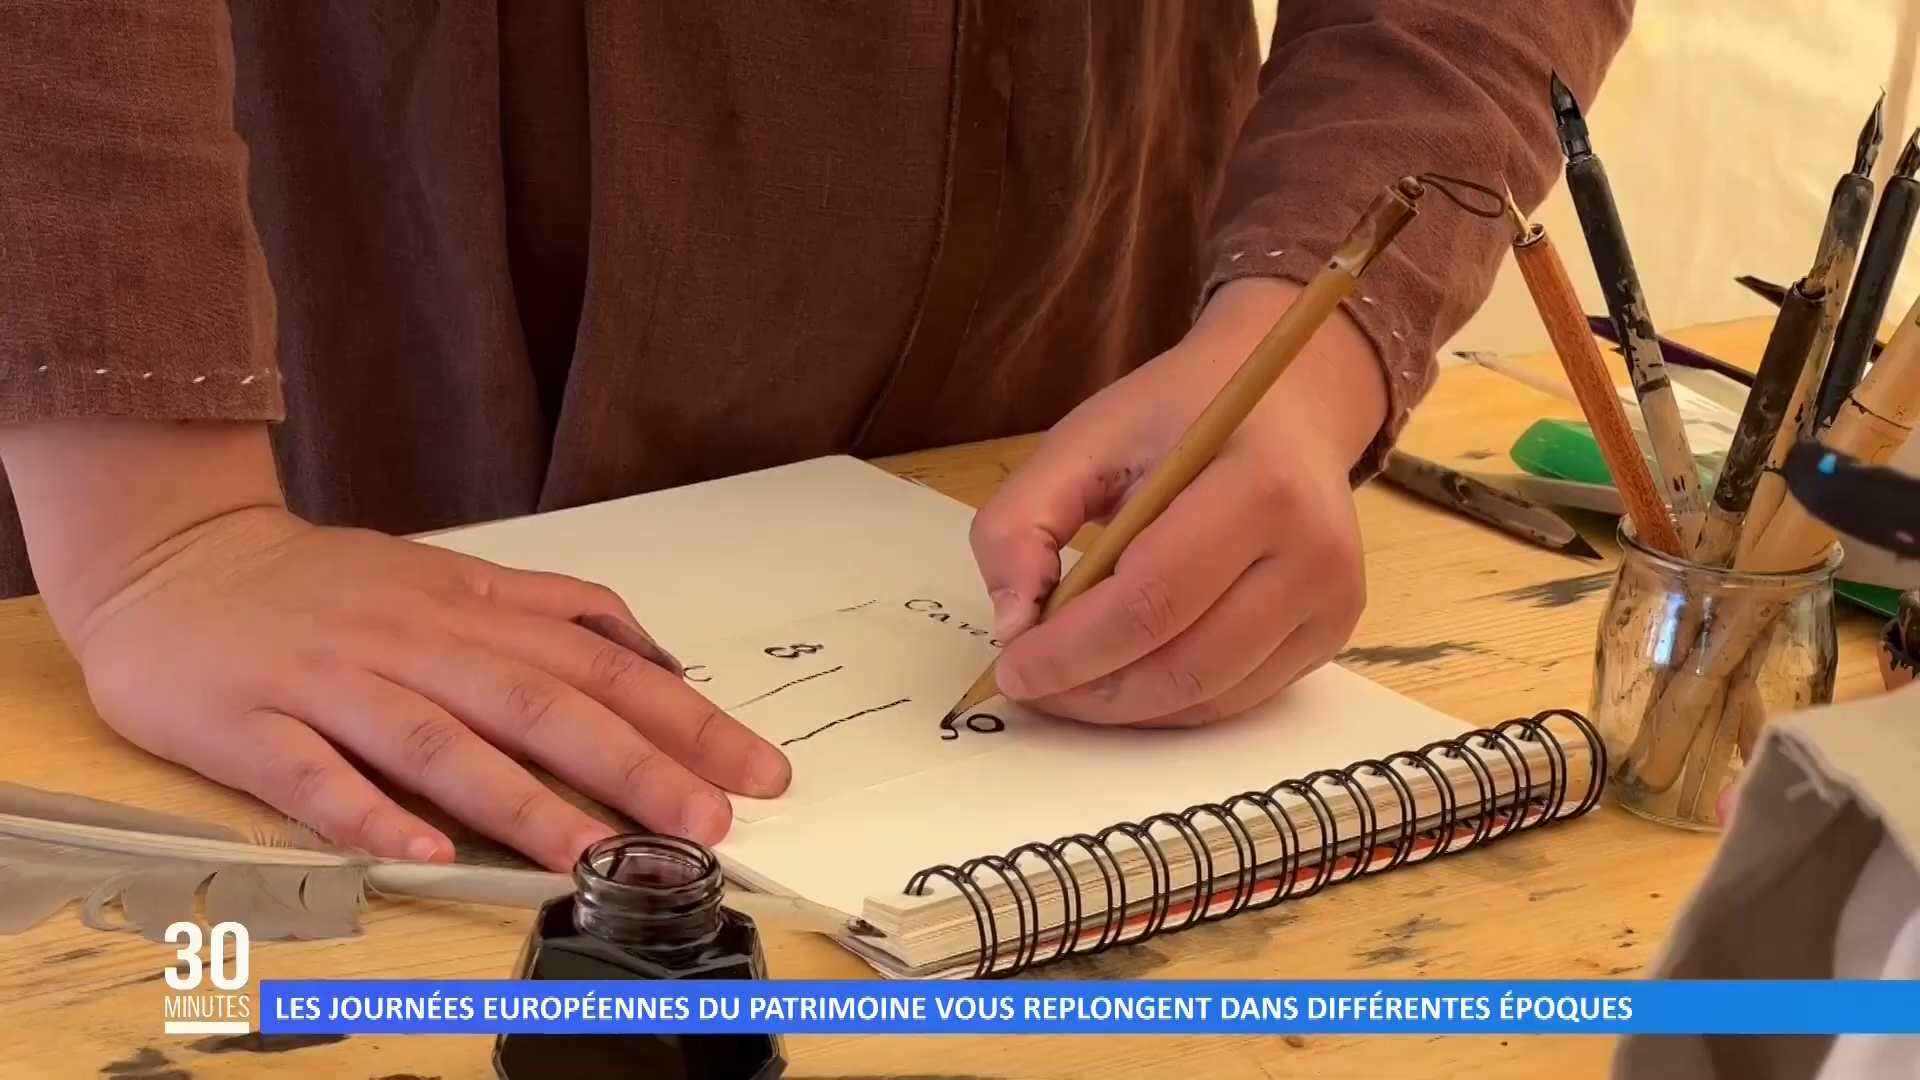 30
MINUTES
LES JOURNÉES EUROPÉENNES DU PATRIMOINE VOUS REPLONGENT DANS DIFFÉRENTES ÉPOQUES